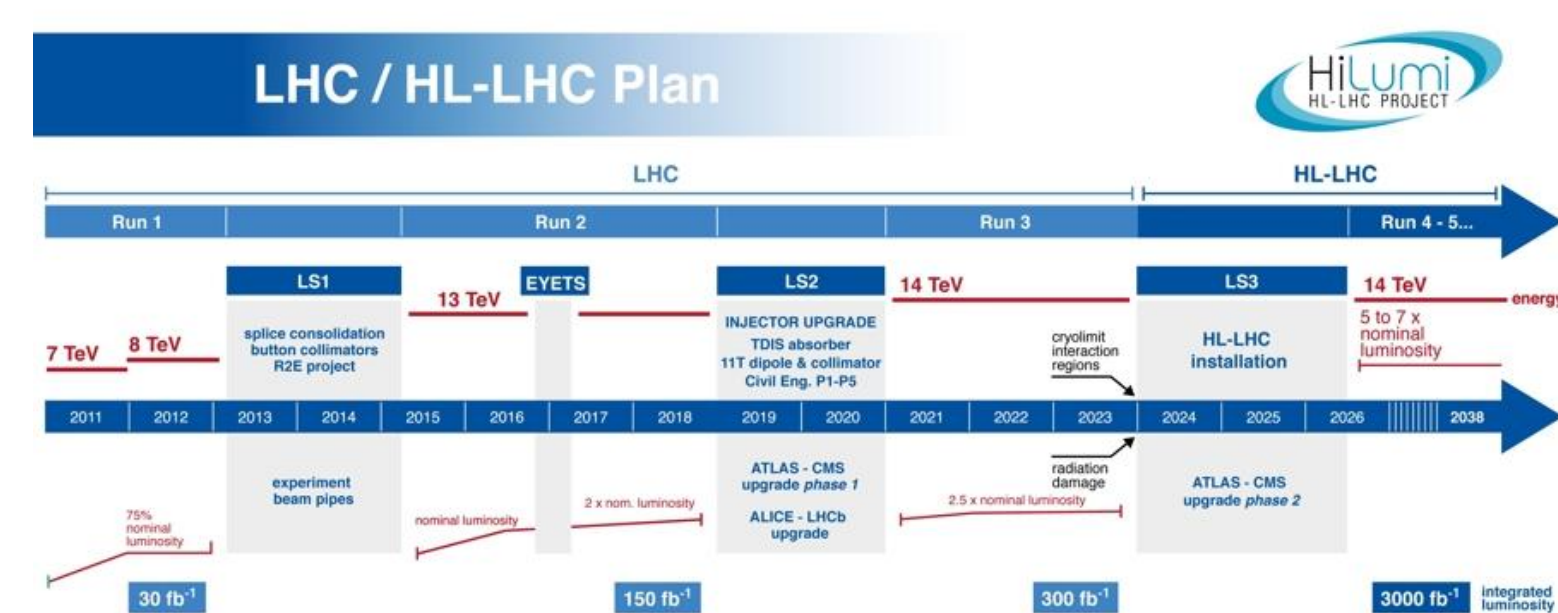 LHC / HL-LHC Plan
HiLumi
HL-LHC PROJECT
LHC
HL-LHC
Run 1
Run 2
Run 3
Run 4 - 5...
LS1
EYETS
LS2
LS3
7 TeV
8 TeV
13 TeV
14 TeV
14 TeV
energy
splice consolidation
button collimators
R2E project
INJECTOR UPGRADE
TDIS absorber
11T dipole & collimator
Civil Eng. P1-P5
cryolimit
interaction
regions
HL-LHC
installation
5 to 7 x
nominal
luminosity
2011
2012
2013
2014
2015
2016
2017
2018
2019
2020
2021
2022
2023
2024
2025
2026
2038
75%
nominal
luminosity
experiment
beam pipes
nominal luminosity
2 x nom. luminosity
ATLAS - CMS
upgrade phase 1
ALICE - LHCb
upgrade
2.5 x nominal luminosity
radiation
damage
ATLAS - CMS
upgrade phase 2
30 fb⁻¹
150 fb⁻¹
300 fb⁻¹
3000 fb⁻¹
integrated
luminosity